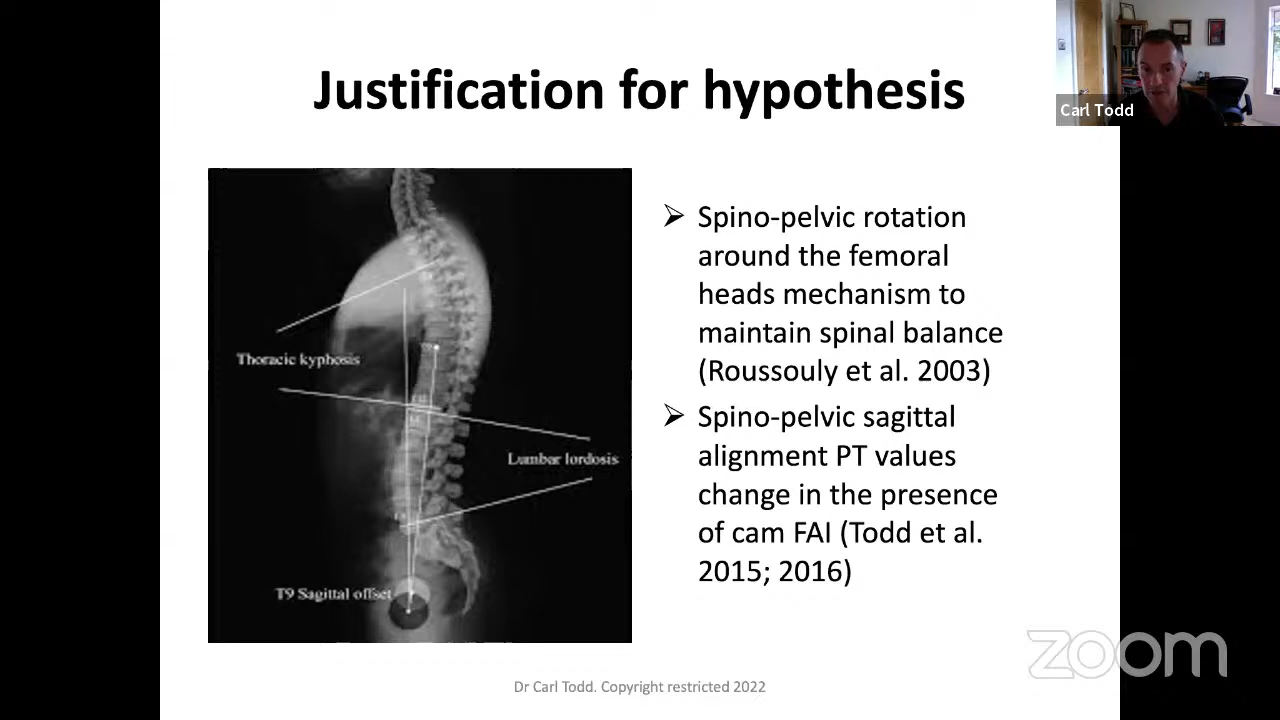 Justification for hypothesis
Carl Todd
Thoracic kyphosis
Lumbar lordosis
T9 Sagittal offset
➢ Spino-pelvic rotation
around the femoral
heads mechanism to
maintain spinal balance
(Roussouly et al. 2003)
➢ Spino-pelvic sagittal
alignment PT values
change in the presence
of cam FAI (Todd et al.
2015; 2016)
zoom
Dr Carl Todd. Copyright restricted 2022